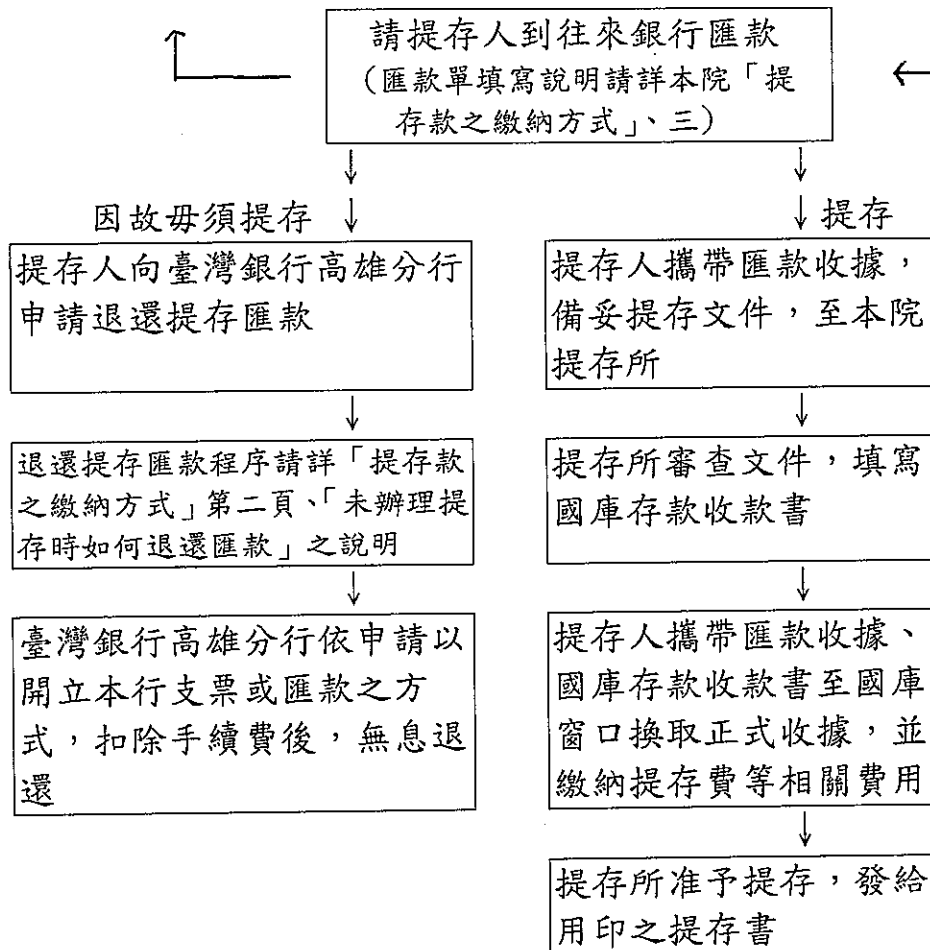 請提存人到往來銀行匯款
（匯款單填寫說明請詳本院「提
存款之繳納方式」、三）
因故毋須提存
提存人向臺灣銀行高雄分行
申請退還提存匯款
退還提存匯款程序請詳「提存款
之繳納方式」第二頁、「未辦理提
存時如何退還匯款」之說明
臺灣銀行高雄分行依申請以
開立本行支票或匯款之方
式，扣除手續費後，無息退
還
提存
提存人攜帶匯款收據，
備妥提存文件，至本院
提存所
提存所審查文件，填寫
國庫存款收款書
提存人攜帶匯款收據、
國庫存款收款書至國庫
窗口換取正式收據，並
繳納提存費等相關費用
提存所准予提存，發給
用印之提存書